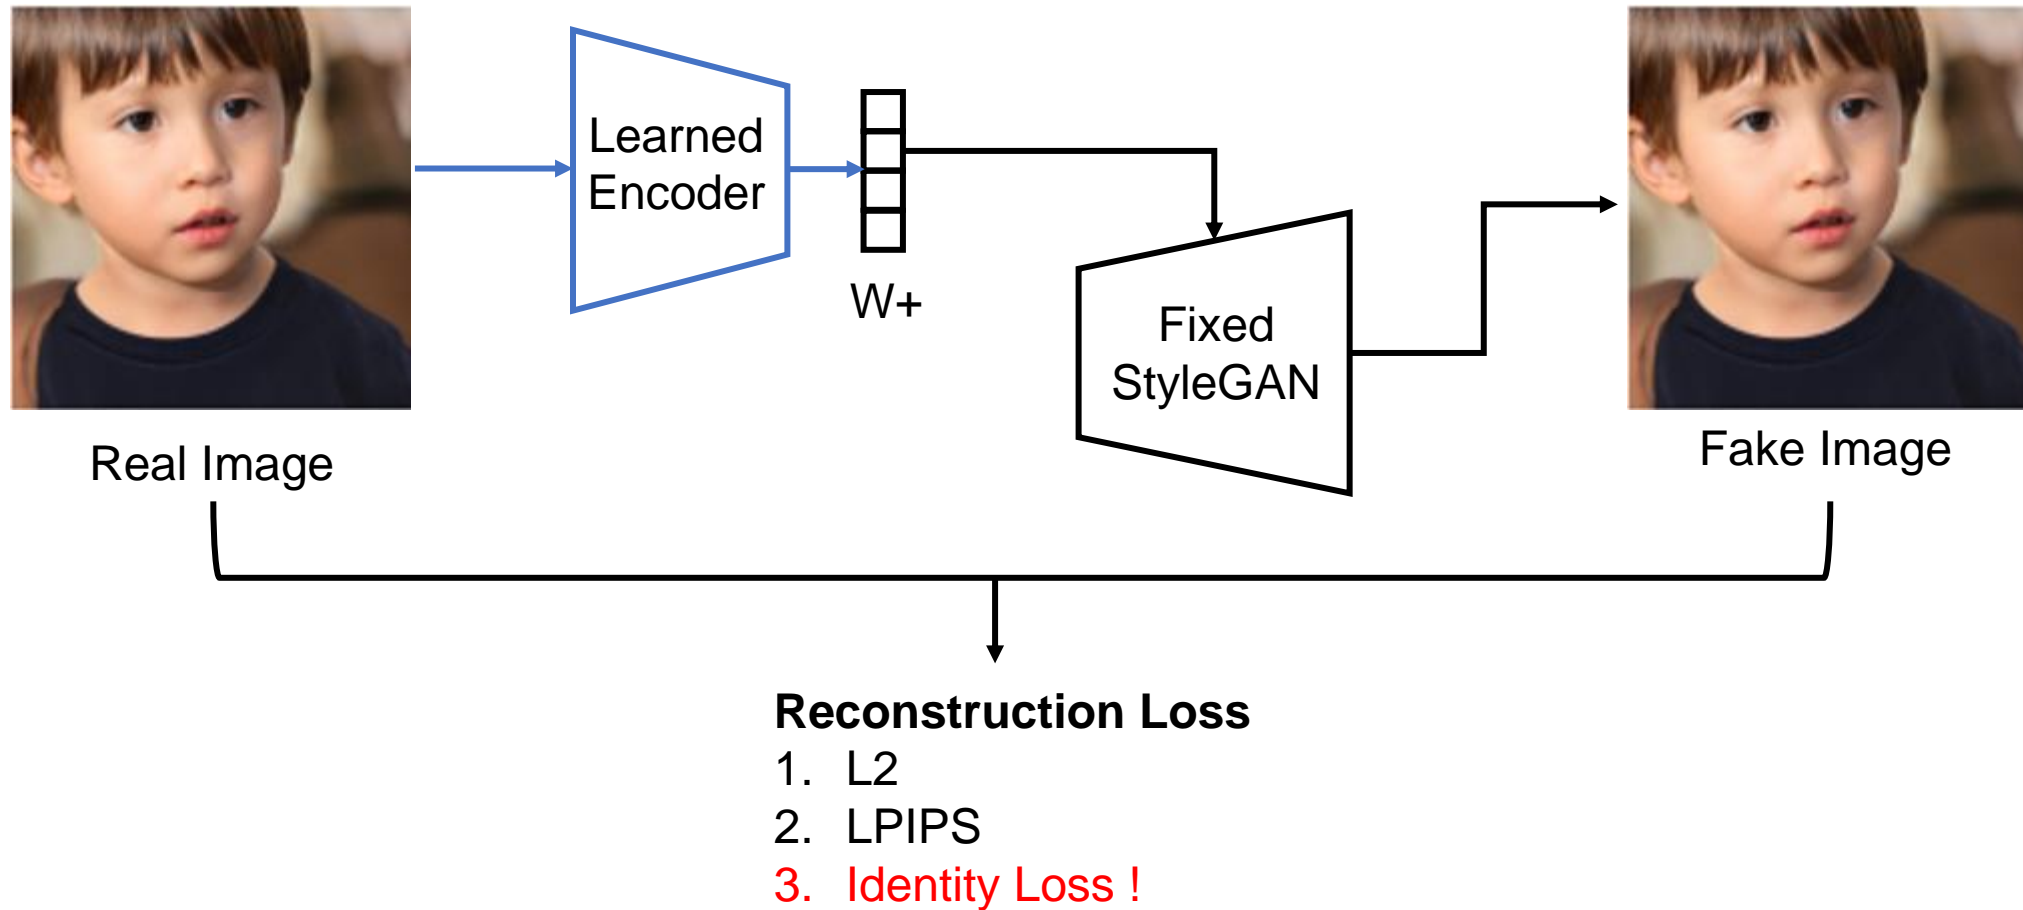 Learned
Encoder
W+
Fixed
StyleGAN
Real Image
Fake Image
Reconstruction Loss
1. L2
2. LPIPS
3. Identity Loss !